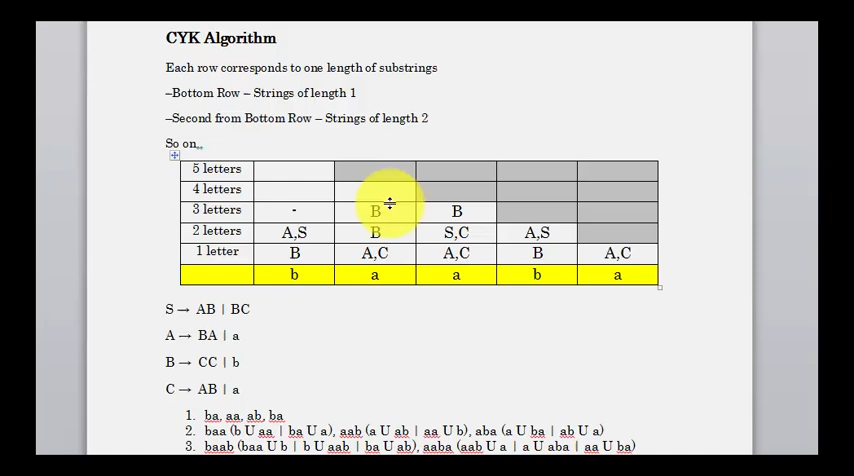 CYK Algorithm
Each row corresponds to one length of substrings
–Bottom Row – Strings of length 1
–Second from Bottom Row – Strings of length 2
So on..
5 letters
4 letters
3 letters - B B
2 letters A,S B S,C A,S
1 letter B A,C A,C B A,C
b a a b a
S → AB | BC
A → BA | a
B → CC | b
C → AB | a
1. ba, aa, ab, ba
2. baa (b U aa | ba U a), aab (a U ab | aa U b), aba (a U ba | ab U a)
3. baab (baa U b | b U aab | ba U ab), aaba (aab U a | a U aba | aa U ba)